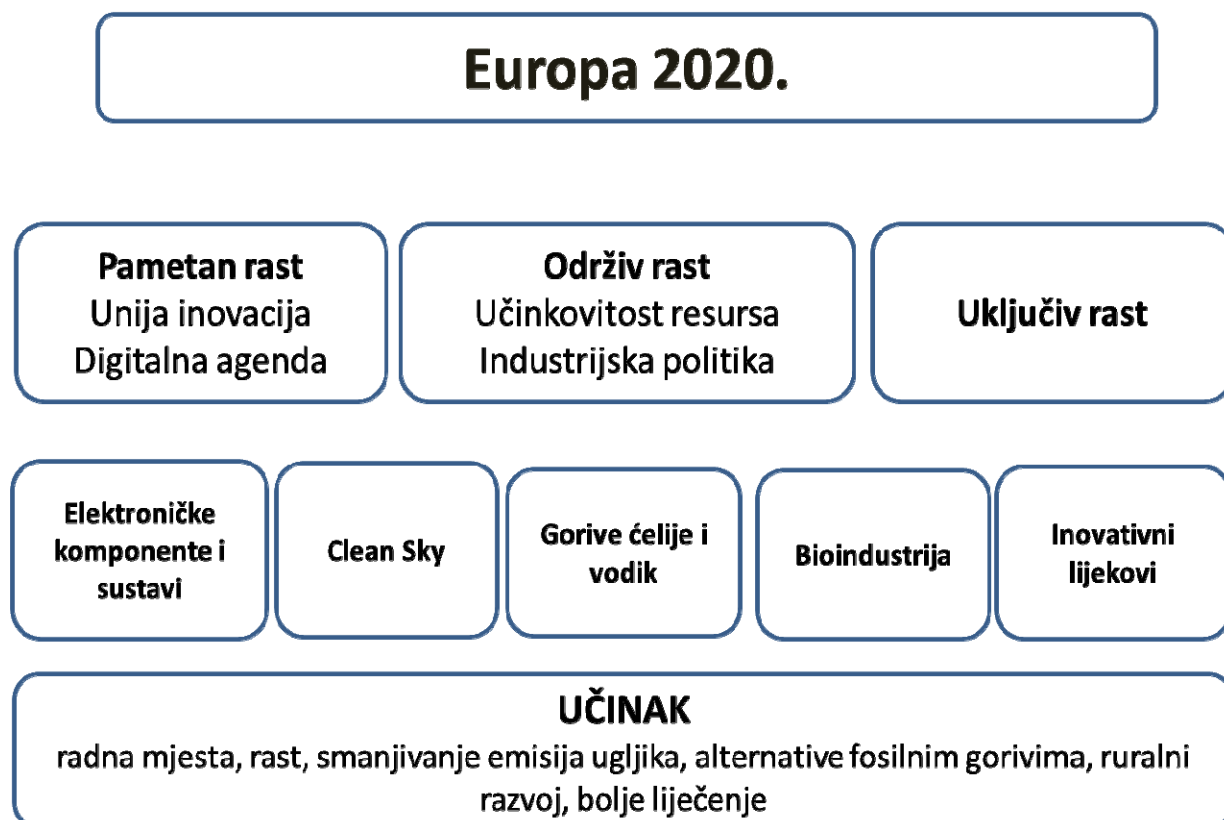 Europa 2020.
Pametan rast
Unija inovacija
Digitalna agenda
Održiv rast
Učinkovitost resursa
Industrijska politika
Uključiv rast
Elektroničke
komponente i
sustavi
Clean Sky
Gorive ćelije i
vodik
Bioindustrija
Inovativni
lijekovi
UČINAK
radna mjesta, rast, smanjivanje emisija ugljika, alternative fosilnim gorivima, ruralni
razvoj, bolje liječenje